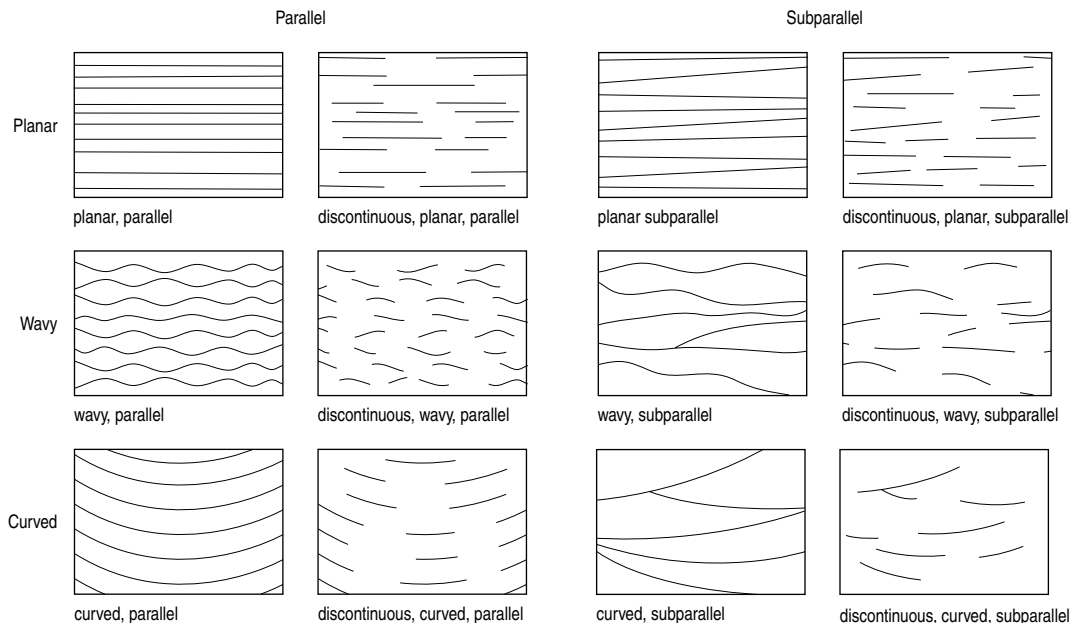 Parallel
Subparallel
Planar
planar, parallel
discontinuous, planar, parallel
planar subparallel
discontinuous, planar, subparallel
Wavy
wavy, parallel
discontinuous, wavy, parallel
wavy, subparallel
discontinuous, wavy, subparallel
Curved
curved, parallel
discontinuous, curved, parallel
curved, subparallel
discontinuous, curved, subparallel